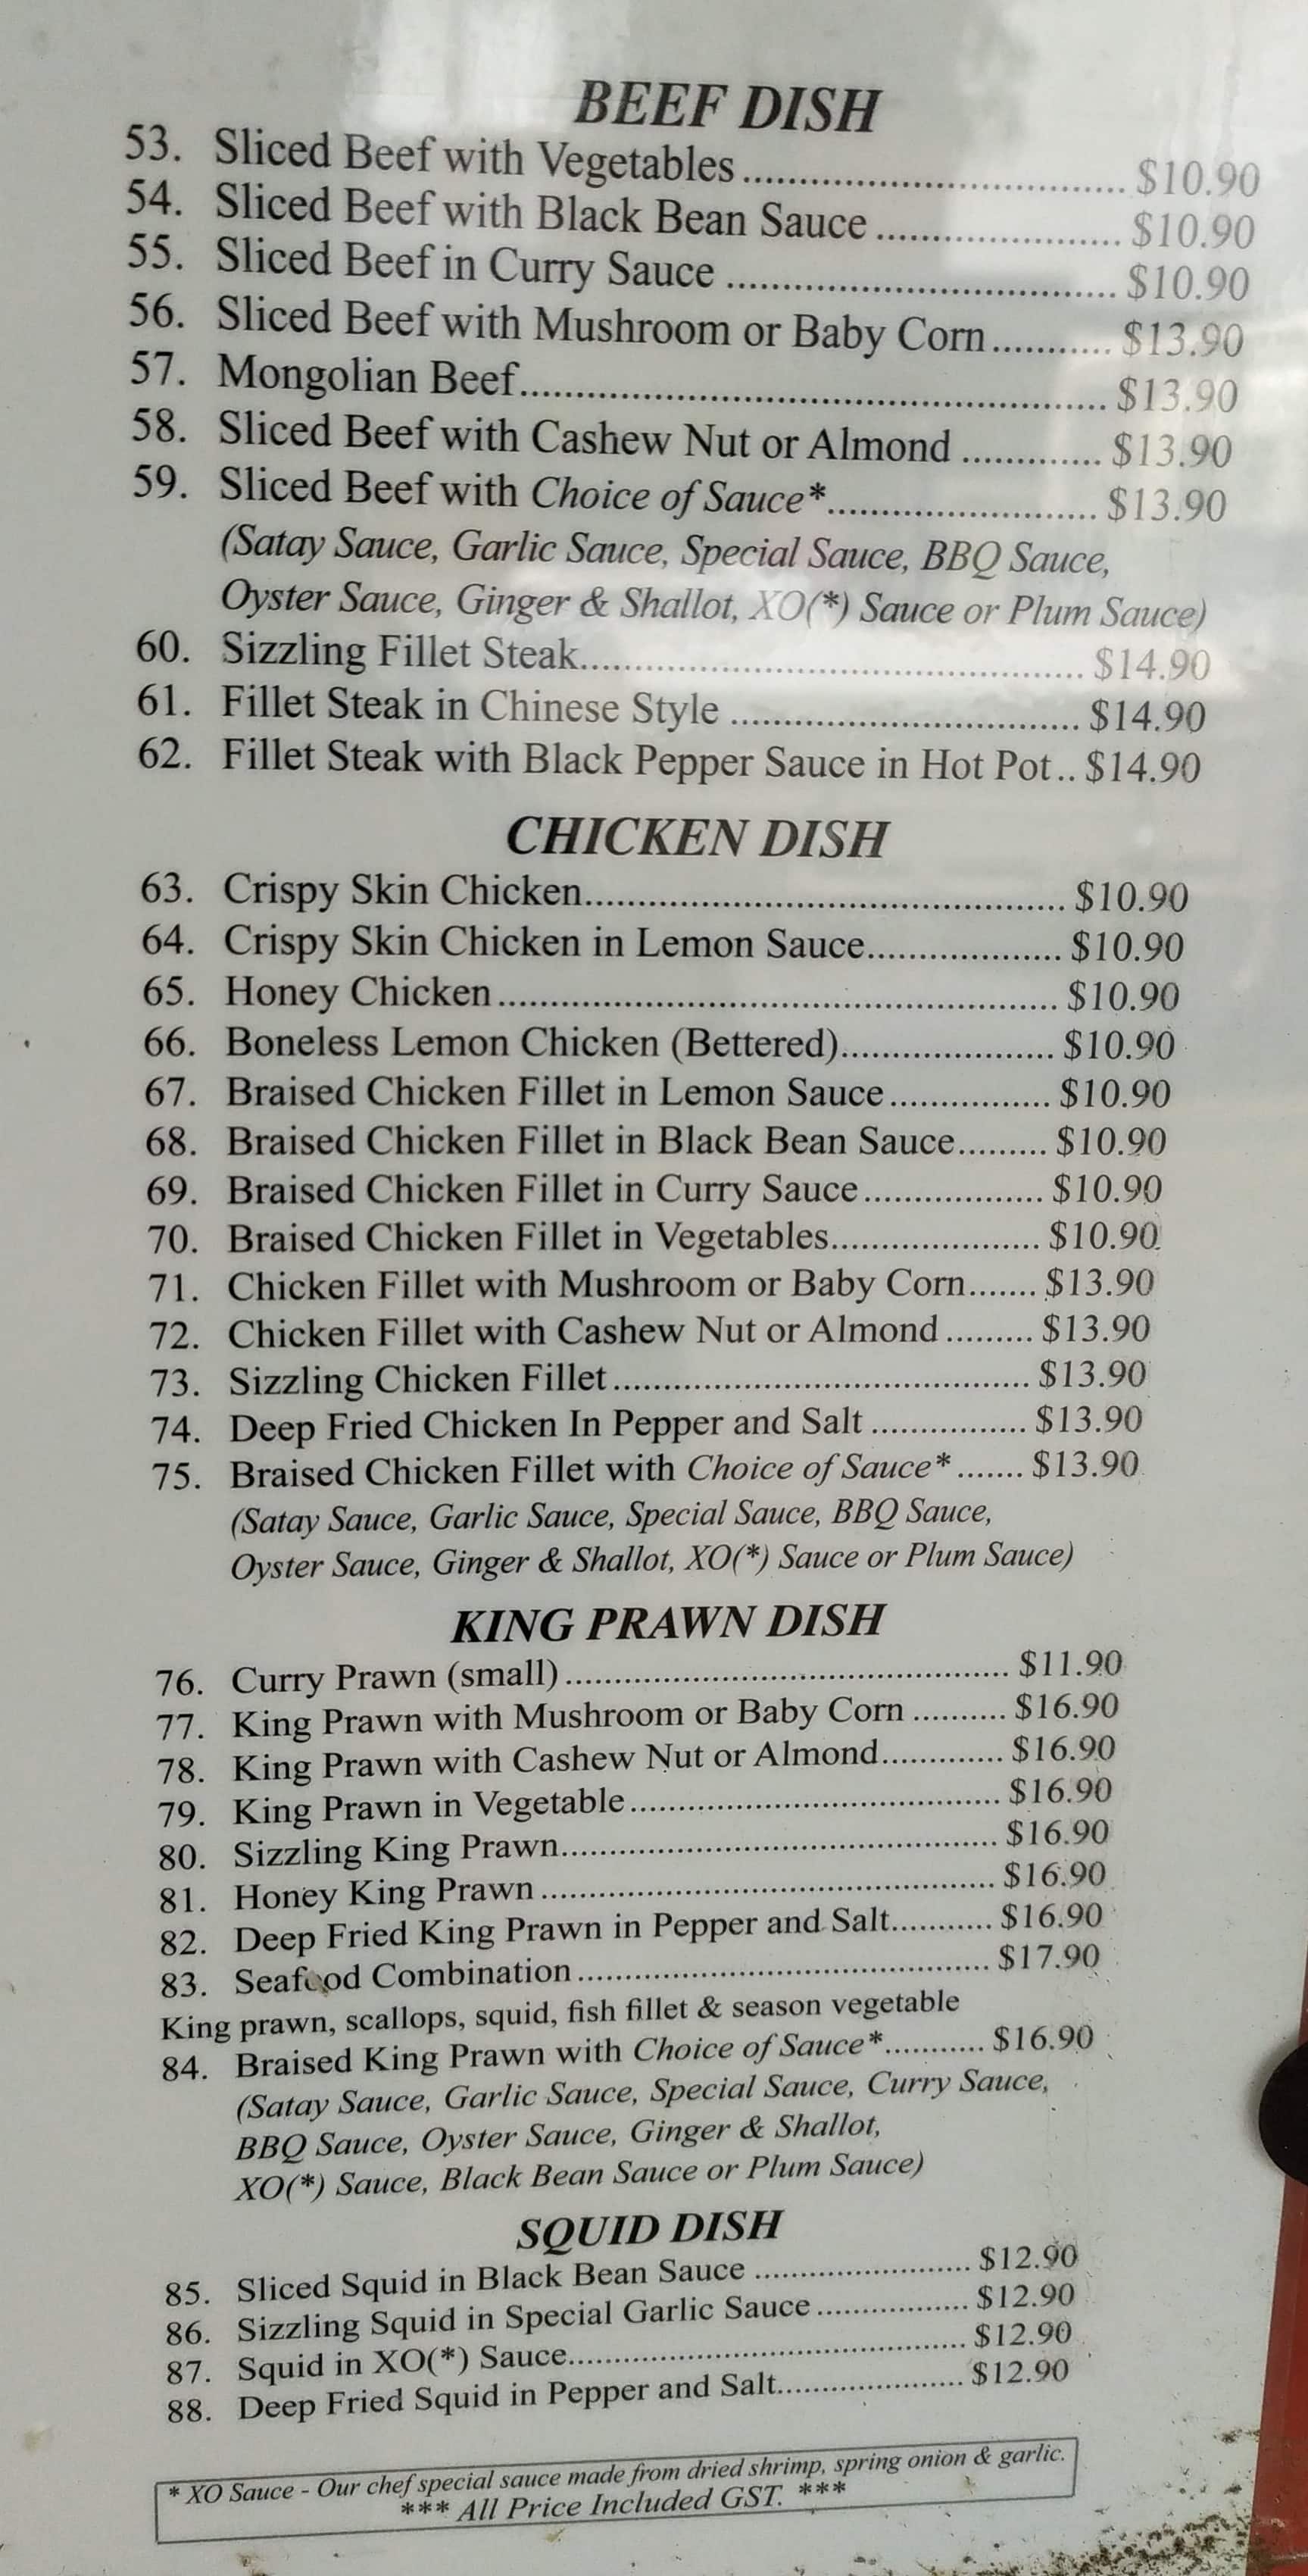 BEEF DISH
53. Sliced Beef with Vegetables .......... $10.90
54. Sliced Beef with Black Bean Sauce .......... $10.90
55. Sliced Beef in Curry Sauce .......... $10.90
56. Sliced Beef with Mushroom or Baby Corn .......... $13.90
57. Mongolian Beef .......... $13.90
58. Sliced Beef with Cashew Nut or Almond .......... $13.90
59. Sliced Beef with Choice of Sauce* .......... $13.90
(Satay Sauce, Garlic Sauce, Special Sauce, BBQ Sauce,
Oyster Sauce, Ginger & Shallot, XO(*) Sauce or Plum Sauce)
60. Sizzling Fillet Steak .......... $14.90
61. Fillet Steak in Chinese Style .......... $14.90
62. Fillet Steak with Black Pepper Sauce in Hot Pot .. $14.90
CHICKEN DISH
63. Crispy Skin Chicken .......... $10.90
64. Crispy Skin Chicken in Lemon Sauce .......... $10.90
65. Honey Chicken .......... $10.90
66. Boneless Lemon Chicken (Bettered) .......... $10.90
67. Braised Chicken Fillet in Lemon Sauce .......... $10.90
68. Braised Chicken Fillet in Black Bean Sauce .......... $10.90
69. Braised Chicken Fillet in Curry Sauce .......... $10.90
70. Braised Chicken Fillet in Vegetables .......... $10.90
71. Chicken Fillet with Mushroom or Baby Corn ....... $13.90
72. Chicken Fillet with Cashew Nut or Almond ......... $13.90
73. Sizzling Chicken Fillet .......... $13.90
74. Deep Fried Chicken In Pepper and Salt .......... $13.90
75. Braised Chicken Fillet with Choice of Sauce* ....... $13.90
(Satay Sauce, Garlic Sauce, Special Sauce, BBQ Sauce,
Oyster Sauce, Ginger & Shallot, XO(*) Sauce or Plum Sauce)
KING PRAWN DISH
76. Curry Prawn (small) .......... $11.90
77. King Prawn with Mushroom or Baby Corn .......... $16.90
78. King Prawn with Cashew Nut or Almond .......... $16.90
79. King Prawn in Vegetable .......... $16.90
80. Sizzling King Prawn .......... $16.90
81. Honey King Prawn .......... $16.90
82. Deep Fried King Prawn in Pepper and Salt .......... $16.90
83. Seafood Combination .......... $17.90
King prawn, scallops, squid, fish fillet & season vegetable
84. Braised King Prawn with Choice of Sauce* .......... $16.90
(Satay Sauce, Garlic Sauce, Special Sauce, Curry Sauce,
BBQ Sauce, Oyster Sauce, Ginger & Shallot,
XO(*) Sauce, Black Bean Sauce or Plum Sauce)
SQUID DISH
85. Sliced Squid in Black Bean Sauce .......... $12.90
86. Sizzling Squid in Special Garlic Sauce .......... $12.90
87. Squid in XO(*) Sauce .......... $12.90
88. Deep Fried Squid in Pepper and Salt .......... $12.90
* XO Sauce - Our chef special sauce made from dried shrimp, spring onion & garlic.
*** All Price Included GST. ***